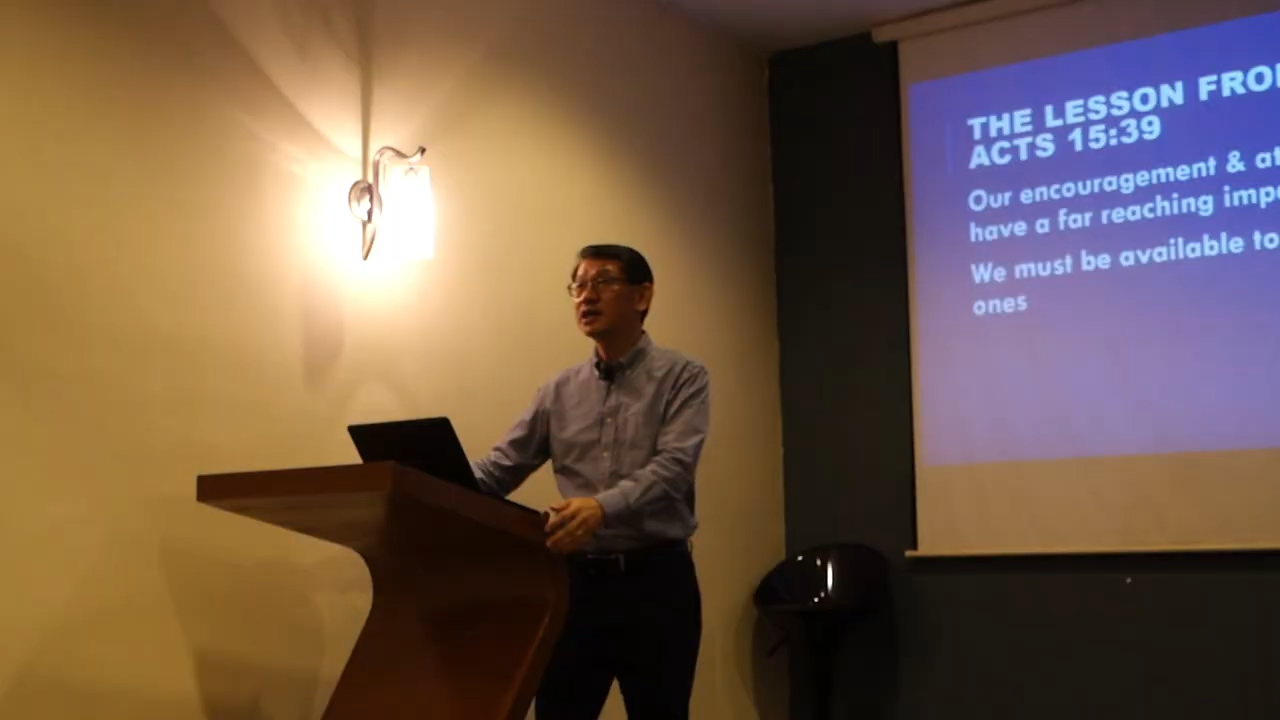 THE LESSON FRO
ACTS 15:39
Our encouragement & at
have a far reaching imp
We must be available to
ones